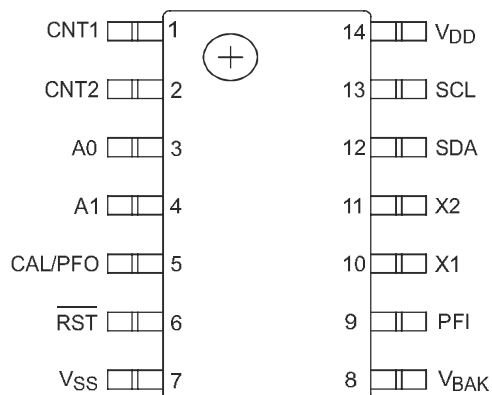 CNT1 1 14 VDD
CNT2 2 13 SCL
A0 3 12 SDA
A1 4 11 X2
CAL/PFO 5 10 X1
RST 6 9 PFI
VSS 7 8 VBAK